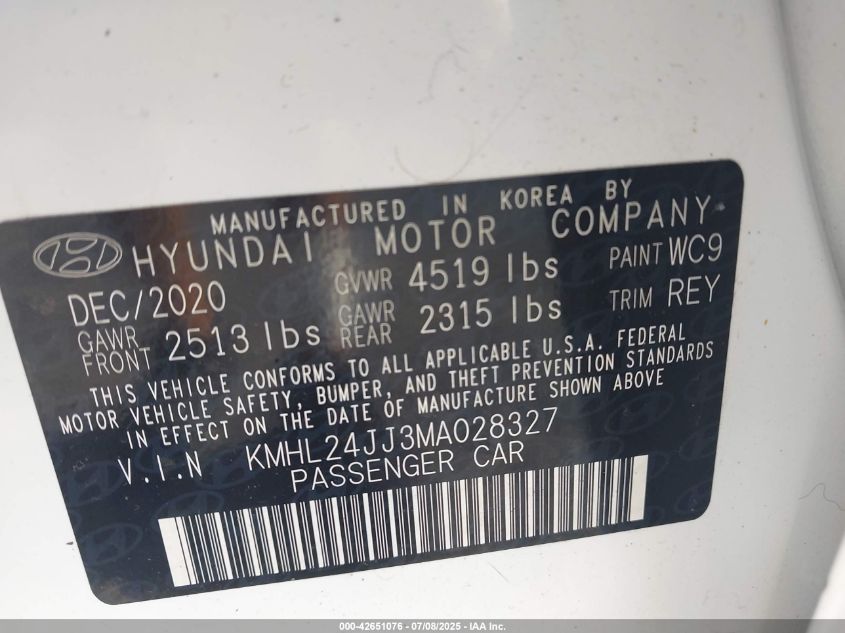 MANUFACTURED IN KOREA BY
HYUNDAI MOTOR COMPANY
DEC/2020 GVWR 4519 lbs PAINT WC9
GAWR FRONT 2513 lbs GAWR REAR 2315 lbs TRIM REY
THIS VEHICLE CONFORMS TO ALL APPLICABLE U.S.A. FEDERAL
MOTOR VEHICLE SAFETY, BUMPER, AND THEFT PREVENTION STANDARDS
IN EFFECT ON THE DATE OF MANUFACTURE SHOWN ABOVE
V.I.N KMHL24JJ3MA028327
PASSENGER CAR
000-42651076 - 07/08/2025 - IAA Inc.